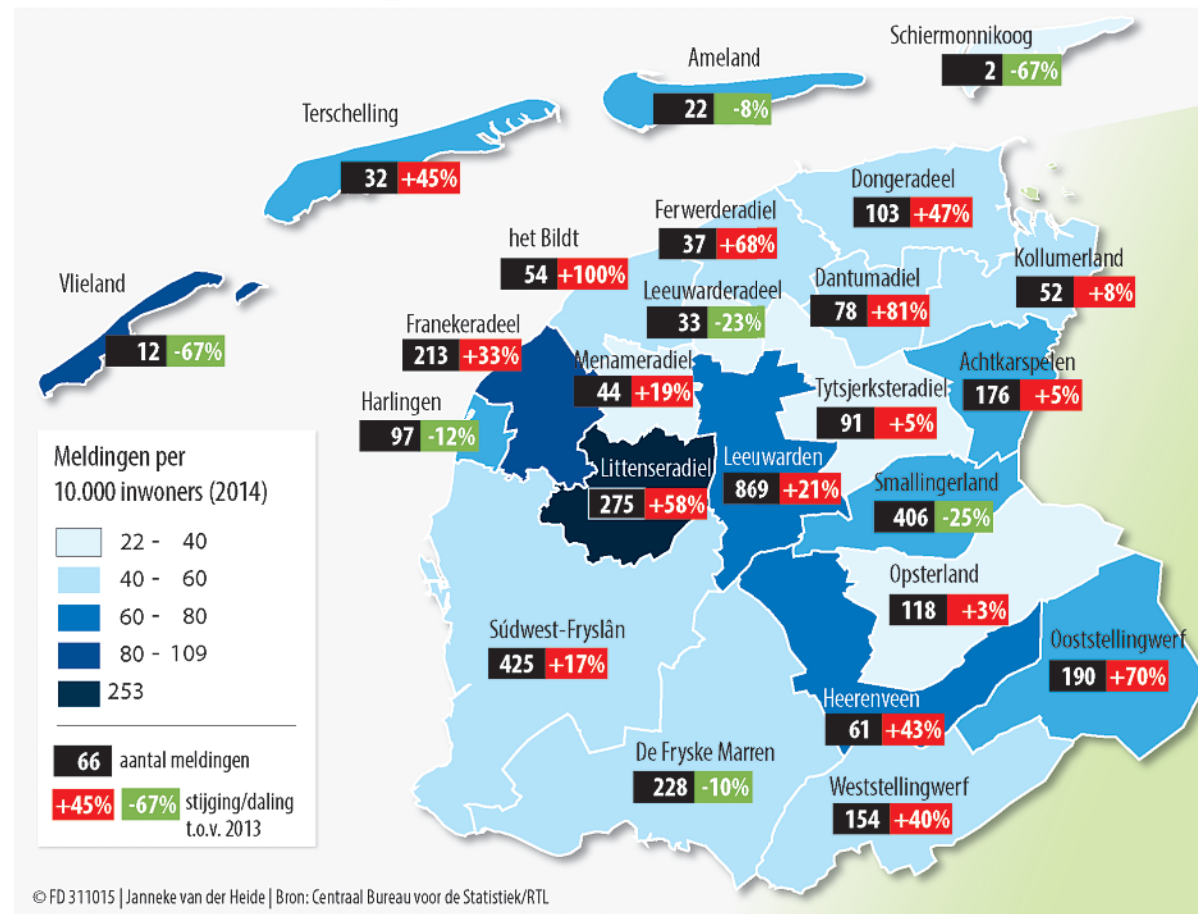 Schiermonnikoog
2 -67%
Ameland
22 -8%
Terschelling
32 +45%
Dongeradeel
103 +47%
Ferwerderadiel
37 +68%
het Bildt
54 +100%
Kollumerland
52 +8%
Dantumadiel
78 +81%
Vlieland
12 -67%
Leeuwarderadeel
33 -23%
Franekeradeel
213 +33%
Menameradiel
44 +19%
Achtkarspelen
176 +5%
Tytsjerksteradiel
91 +5%
Harlingen
97 -12%
Littenseradiel
275 +58%
Leeuwarden
869 +21%
Smallingerland
406 -25%
Opsterland
118 +3%
Súdwest-Fryslân
425 +17%
Ooststellingwerf
190 +70%
Heerenveen
61 +43%
De Fryske Marren
228 -10%
Weststellingwerf
154 +40%
Meldingen per
10.000 inwoners (2014)
22 - 40
40 - 60
60 - 80
80 - 109
253
66 aantal meldingen
+45% -67% stijging/daling
t.o.v. 2013
© FD 311015 | Janneke van der Heide | Bron: Centraal Bureau voor de Statistiek/RTL